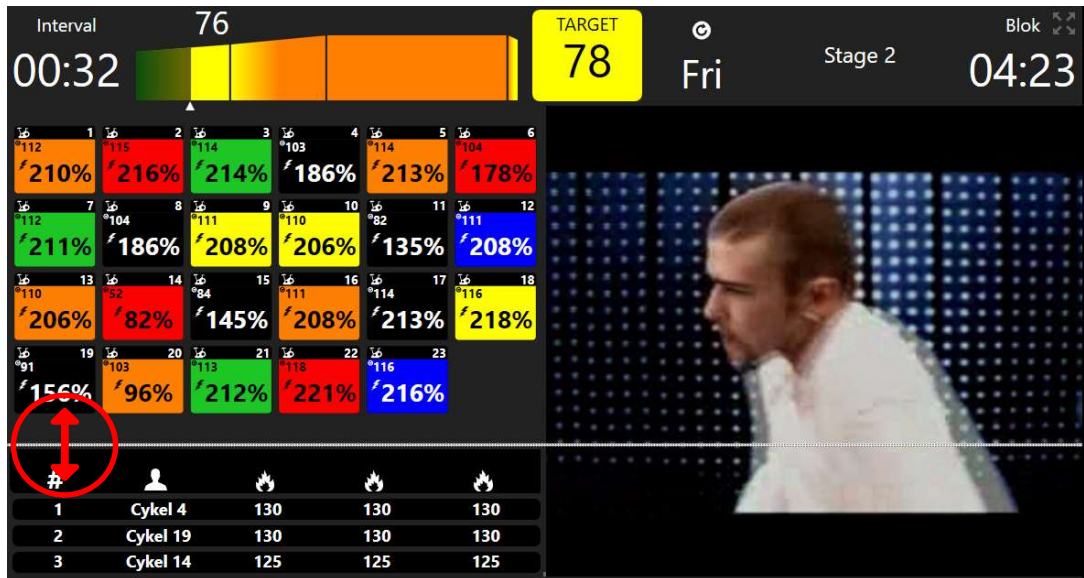 Interval 76 TARGET Blok
00:32 78 Fri Stage 2 04:23
1 2 3 4 5 6
112 115 114 103 114 104
210% 216% 214% 186% 213% 178%
7 8 9 10 11 12
112 104 111 110 82 111
211% 186% 208% 206% 135% 208%
13 14 15 16 17 18
110 52 84 111 114 116
206% 82% 145% 208% 213% 218%
19 20 21 22 23
91 103 113 118 116
156% 96% 212% 221% 216%
#
1 Cykel 4 130 130 130
2 Cykel 19 130 130 130
3 Cykel 14 125 125 125